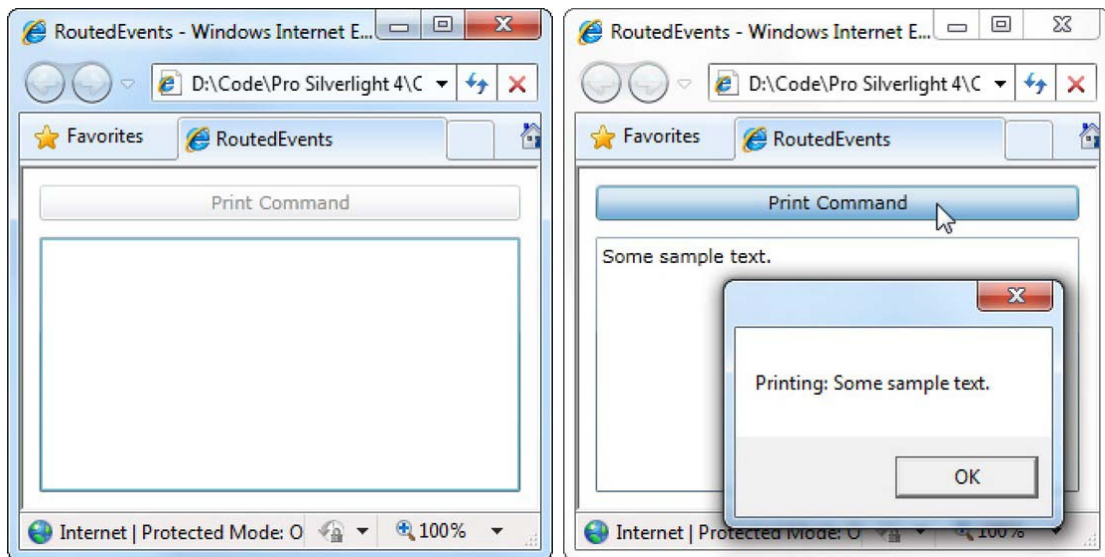 RoutedEvents - Windows Internet E...
D:\Code\Pro Silverlight 4\C
Favorites
RoutedEvents
Print Command
Internet | Protected Mode: O
100%
RoutedEvents - Windows Internet E...
D:\Code\Pro Silverlight 4\C
Favorites
RoutedEvents
Print Command
Some sample text.
Printing: Some sample text.
OK
Internet | Protected Mode: O
100%